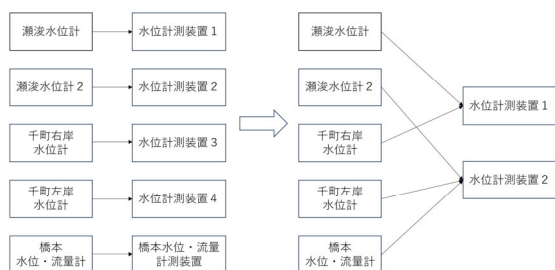 瀬浚水位計
水位計測装置１
瀬浚水位計２
水位計測装置２
千町右岸
水位計
水位計測装置３
千町左岸
水位計
水位計測装置４
橋本
水位・流量計
橋本水位・流量
計測装置
瀬浚水位計
瀬浚水位計２
千町右岸
水位計
千町左岸
水位計
橋本
水位・流量計
水位計測装置１
水位計測装置２